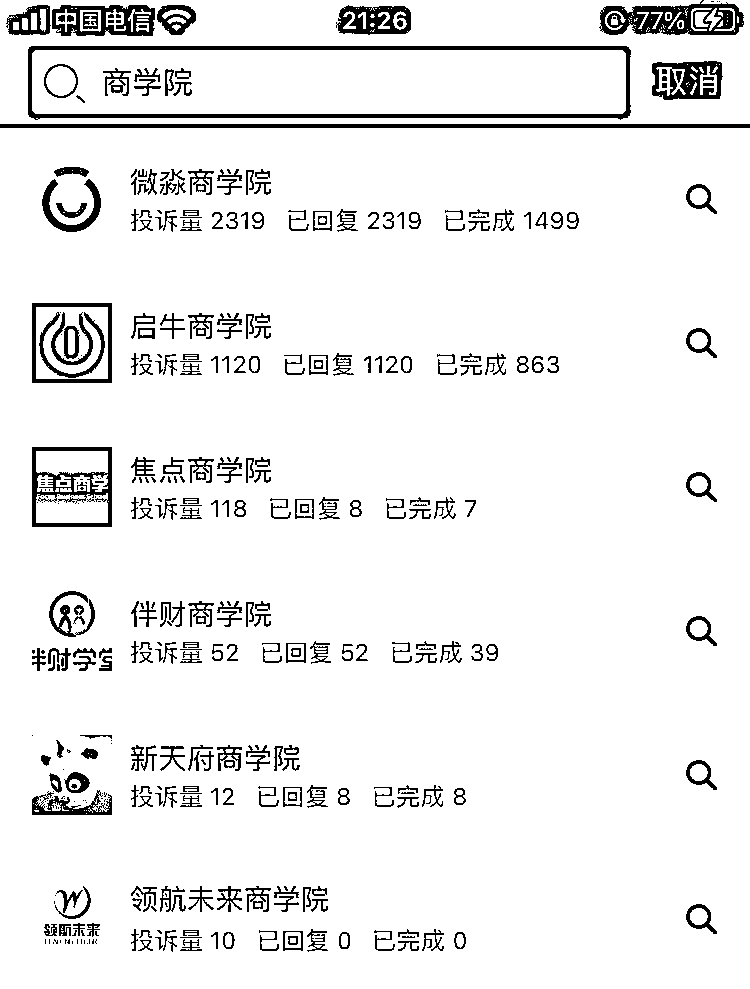 中国电信 21:26 77%
商学院 取消
微淼商学院
投诉量 2319 已回复 2319 已完成 1499
启牛商学院
投诉量 1120 已回复 1120 已完成 863
焦点商学院
焦点商学
投诉量 118 已回复 8 已完成 7
伴财商学院
伴财学堂
投诉量 52 已回复 52 已完成 39
新天府商学院
投诉量 12 已回复 8 已完成 8
领航未来商学院
领航未来
投诉量 10 已回复 0 已完成 0